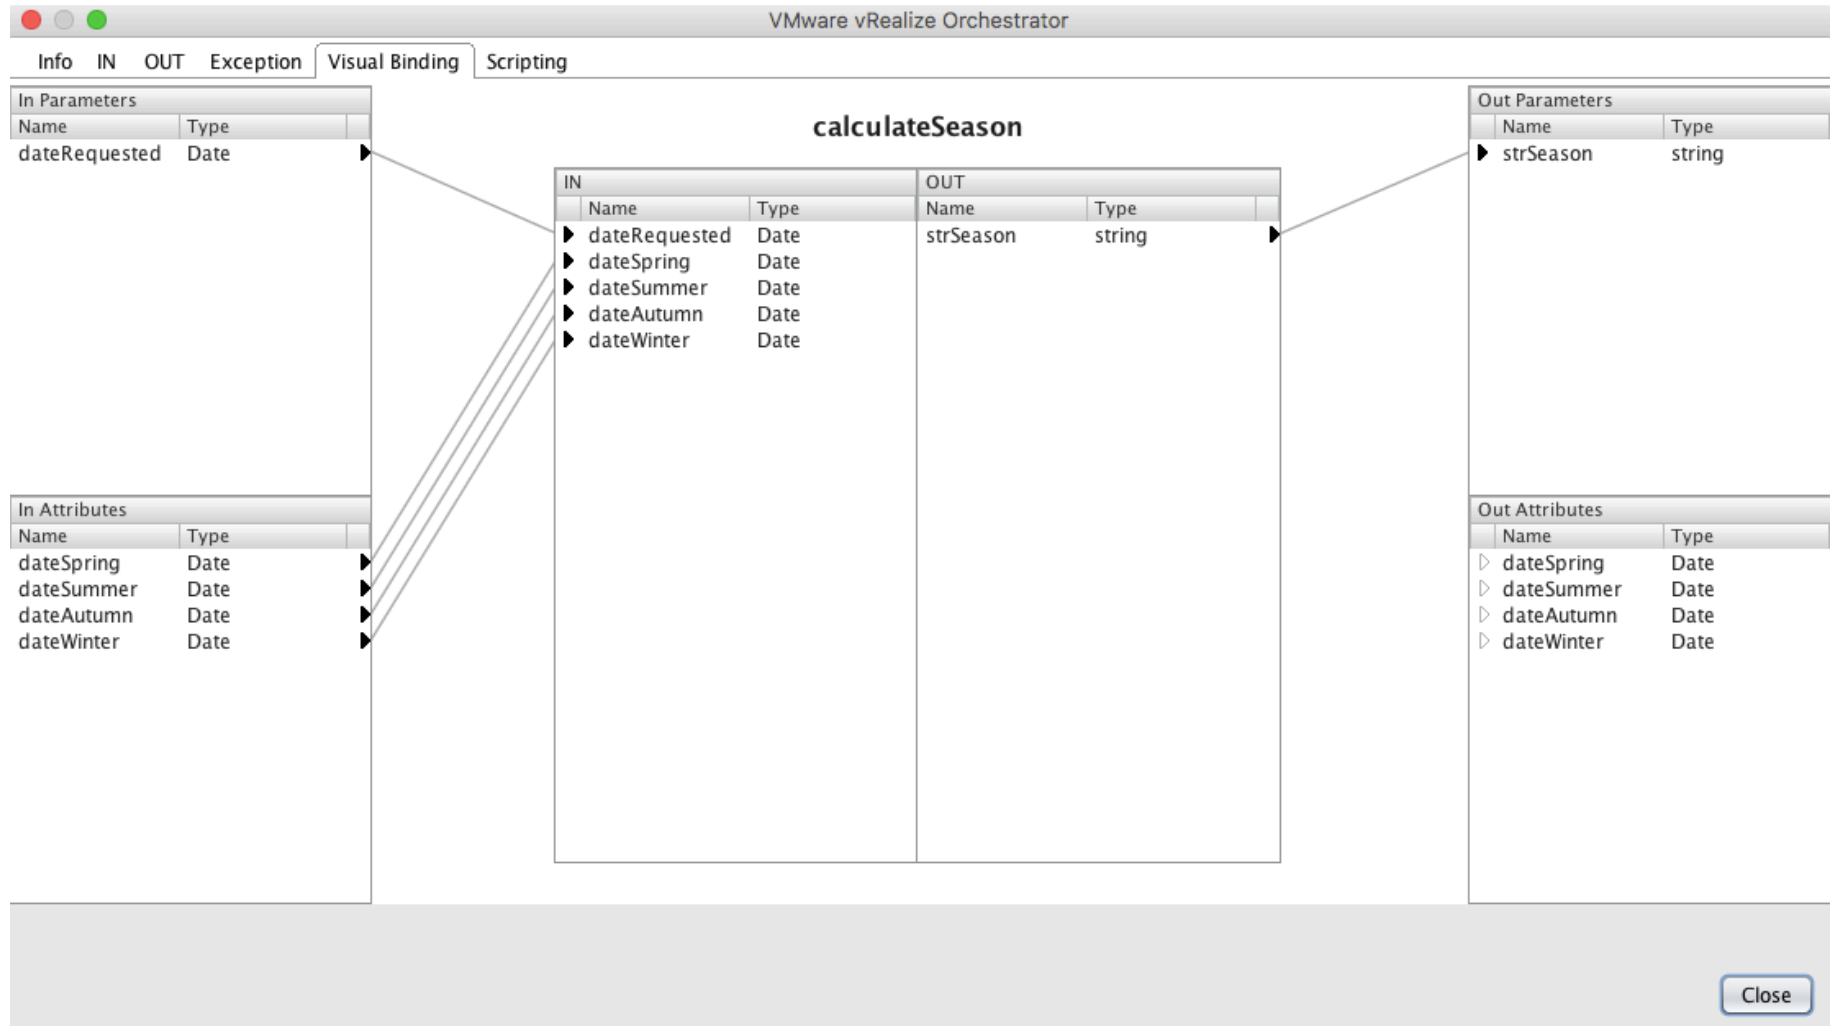 VMware vRealize Orchestrator
Info IN OUT Exception Visual Binding Scripting
In Parameters
Name Type
dateRequested Date
In Attributes
Name Type
dateSpring Date
dateSummer Date
dateAutumn Date
dateWinter Date
calculateSeason
IN
Name Type
dateRequested Date
dateSpring Date
dateSummer Date
dateAutumn Date
dateWinter Date
OUT
Name Type
strSeason string
Out Parameters
Name Type
strSeason string
Out Attributes
Name Type
dateSpring Date
dateSummer Date
dateAutumn Date
dateWinter Date
Close